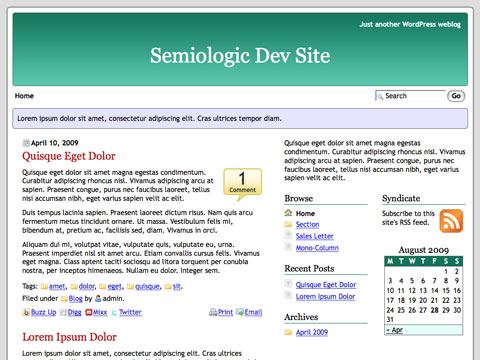 Just another WordPress weblog
Semiologic Dev Site
Home
Search
Go
Lorem ipsum dolor sit amet, consectetur adipiscing elit. Cras ultrices tempor diam.
April 10, 2009
Quisque Eget Dolor
Quisque volutpat dolor sit amet magna egestas condimentum.
Curabitur adipiscing rhoncus nisl. Vivamus adipiscing arcu at
sapien. Praesent congue, purus nec faucibus laoreet, tellus
nisi accumsan nibh, eget varius sapien velit ac elit.
1
Comment
Duis tempus lacinia sapien. Praesent laoreet dictum risus. Nam quis arcu
fermentum metus tincidunt ornare. Ut massa. Vestibulum felis mi,
bibendum at, pretium ac, facilisis sed, diam. Vivamus in orci.
Aliquam dui mi, volutpat vitae, vulputate quis, vulputate eu, urna.
Praesent imperdiet nisl sit amet arcu. Etiam convallis cursus felis. Vivamus
eget magna. Class aptent taciti sociosqu ad litora torquent per conubia
nostra, per inceptos himenaeos. Nullam eu dolor. Integer sem.
Tags: amet, dolor, eget, quisque, sit.
Filed under Blog by admin.
Buzz Up Digg Mixx Twitter
Print Email
Lorem Ipsum Dolor
Lorem ipsum dolor sit amet, consectetur adipiscing elit. Cras
Quisque volutpat dolor sit amet magna egestas
condimentum. Curabitur adipiscing rhoncus nisl. Vivamus
adipiscing arcu at sapien. Praesent congue, purus nec
faucibus laoreet, tellus nisi accumsan nibh, eget varius
sapien velit ac elit.
Browse
Home
Section
Sales Letter
Mono-Column
Recent Posts
Quisque Eget Dolor
Lorem Ipsum Dolor
Archives
April 2009
Syndicate
Subscribe to this
site's RSS feed.
August 2009
M T W T F S S
1 2
3 4 5 6 7 8 9
10 11 12 13 14 15 16
17 18 19 20 21 22 23
24 25 26 27 28 29 30
31
« Apr